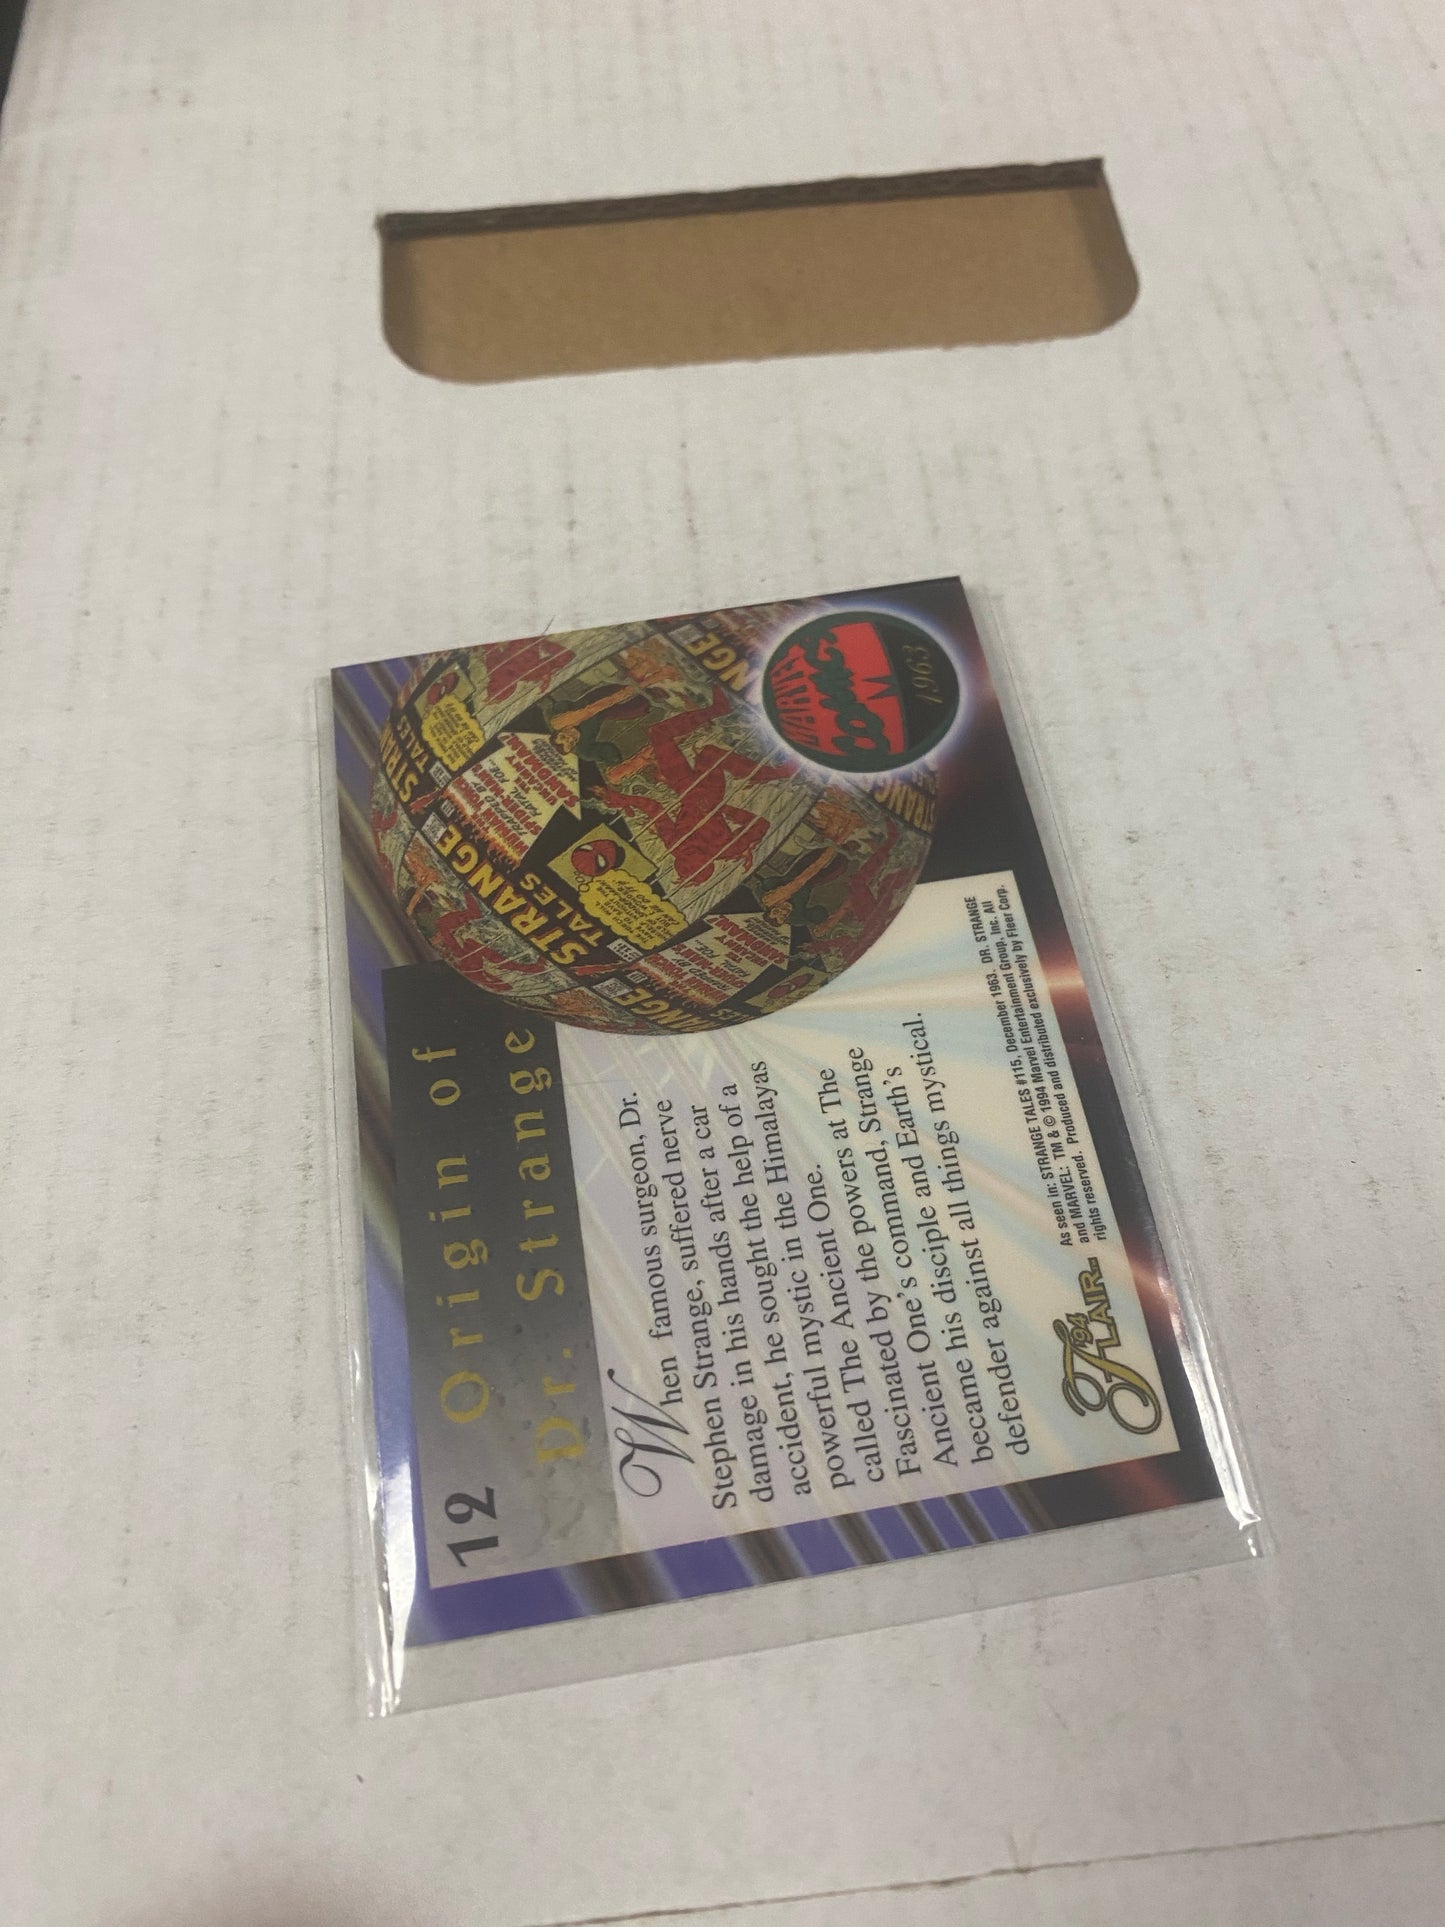 12
Origin of
Dr. Strange
When famous surgeon, Dr.
Stephen Strange, suffered nerve
damage in his hands after a car
accident, he sought the help of a
powerful mystic in the Himalayas
called The Ancient One.
Fascinated by the powers at The
Ancient One's command, Strange
became his disciple and Earth's
defender against all things mystical.
As seen in: STRANGE TALES #115, December 1963. DR. STRANGE
and MARVEL: TM & © 1994 Marvel Entertainment Group, Inc. All
rights reserved. Produced and distributed exclusively by Fleer Corp.
'94
FLAIR™
MARVEL
COMICS
1963
STRANGE
TALES
STRANGE
TALES
SANDMAN!